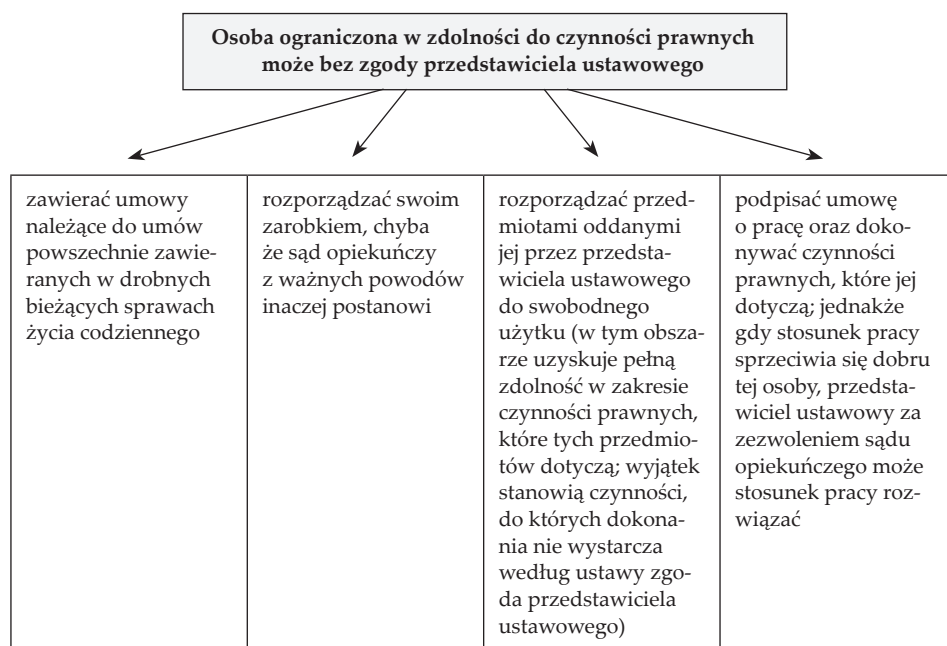 Osoba ograniczona w zdolności do czynności prawnych
może bez zgody przedstawiciela ustawowego
zawierać umowy
należące do umów
powszechnie zawie-
ranych w drobnych
bieżących sprawach
życia codziennego
rozporządzać swoim
zarobkiem, chyba
że sąd opiekuńczy
z ważnych powodów
inaczej postanowi
rozporządzać przed-
miotami oddanymi
jej przez przedsta-
wiciela ustawowego
do swobodnego
użytku (w tym obsza-
rze uzyskuje pełną
zdolność w zakresie
czynności prawnych,
które tych przedmio-
tów dotyczą; wyjątek
stanowią czynności,
do których dokona-
nia nie wystarcza
według ustawy zgo-
da przedstawiciela
ustawowego)
podpisać umowę
o pracę oraz doko-
nywać czynności
prawnych, które jej
dotyczą; jednakże
gdy stosunek pracy
sprzeciwia się dobru
tej osoby, przedsta-
wiciel ustawowy za
zezwoleniem sądu
opiekuńczego może
stosunek pracy roz-
wiązać